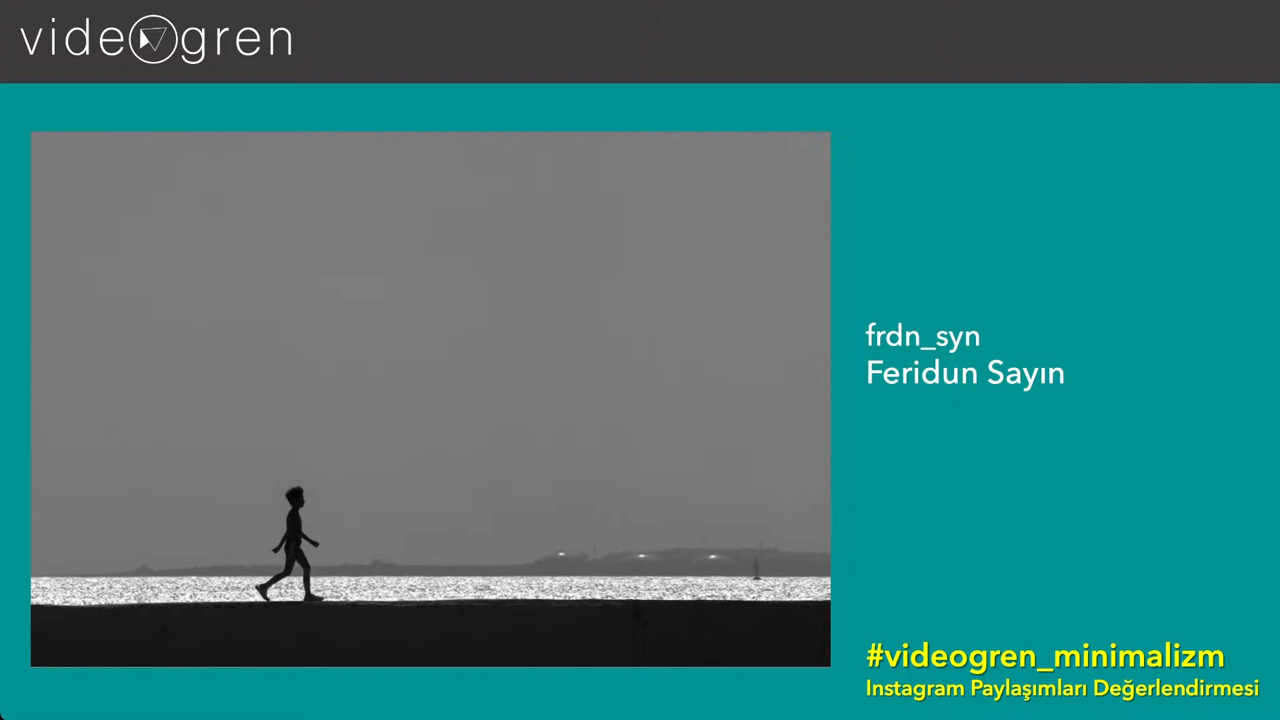 videogren
frdn_syn
Feridun Sayın
#videogren_minimalizm
Instagram Paylaşımları Değerlendirmesi